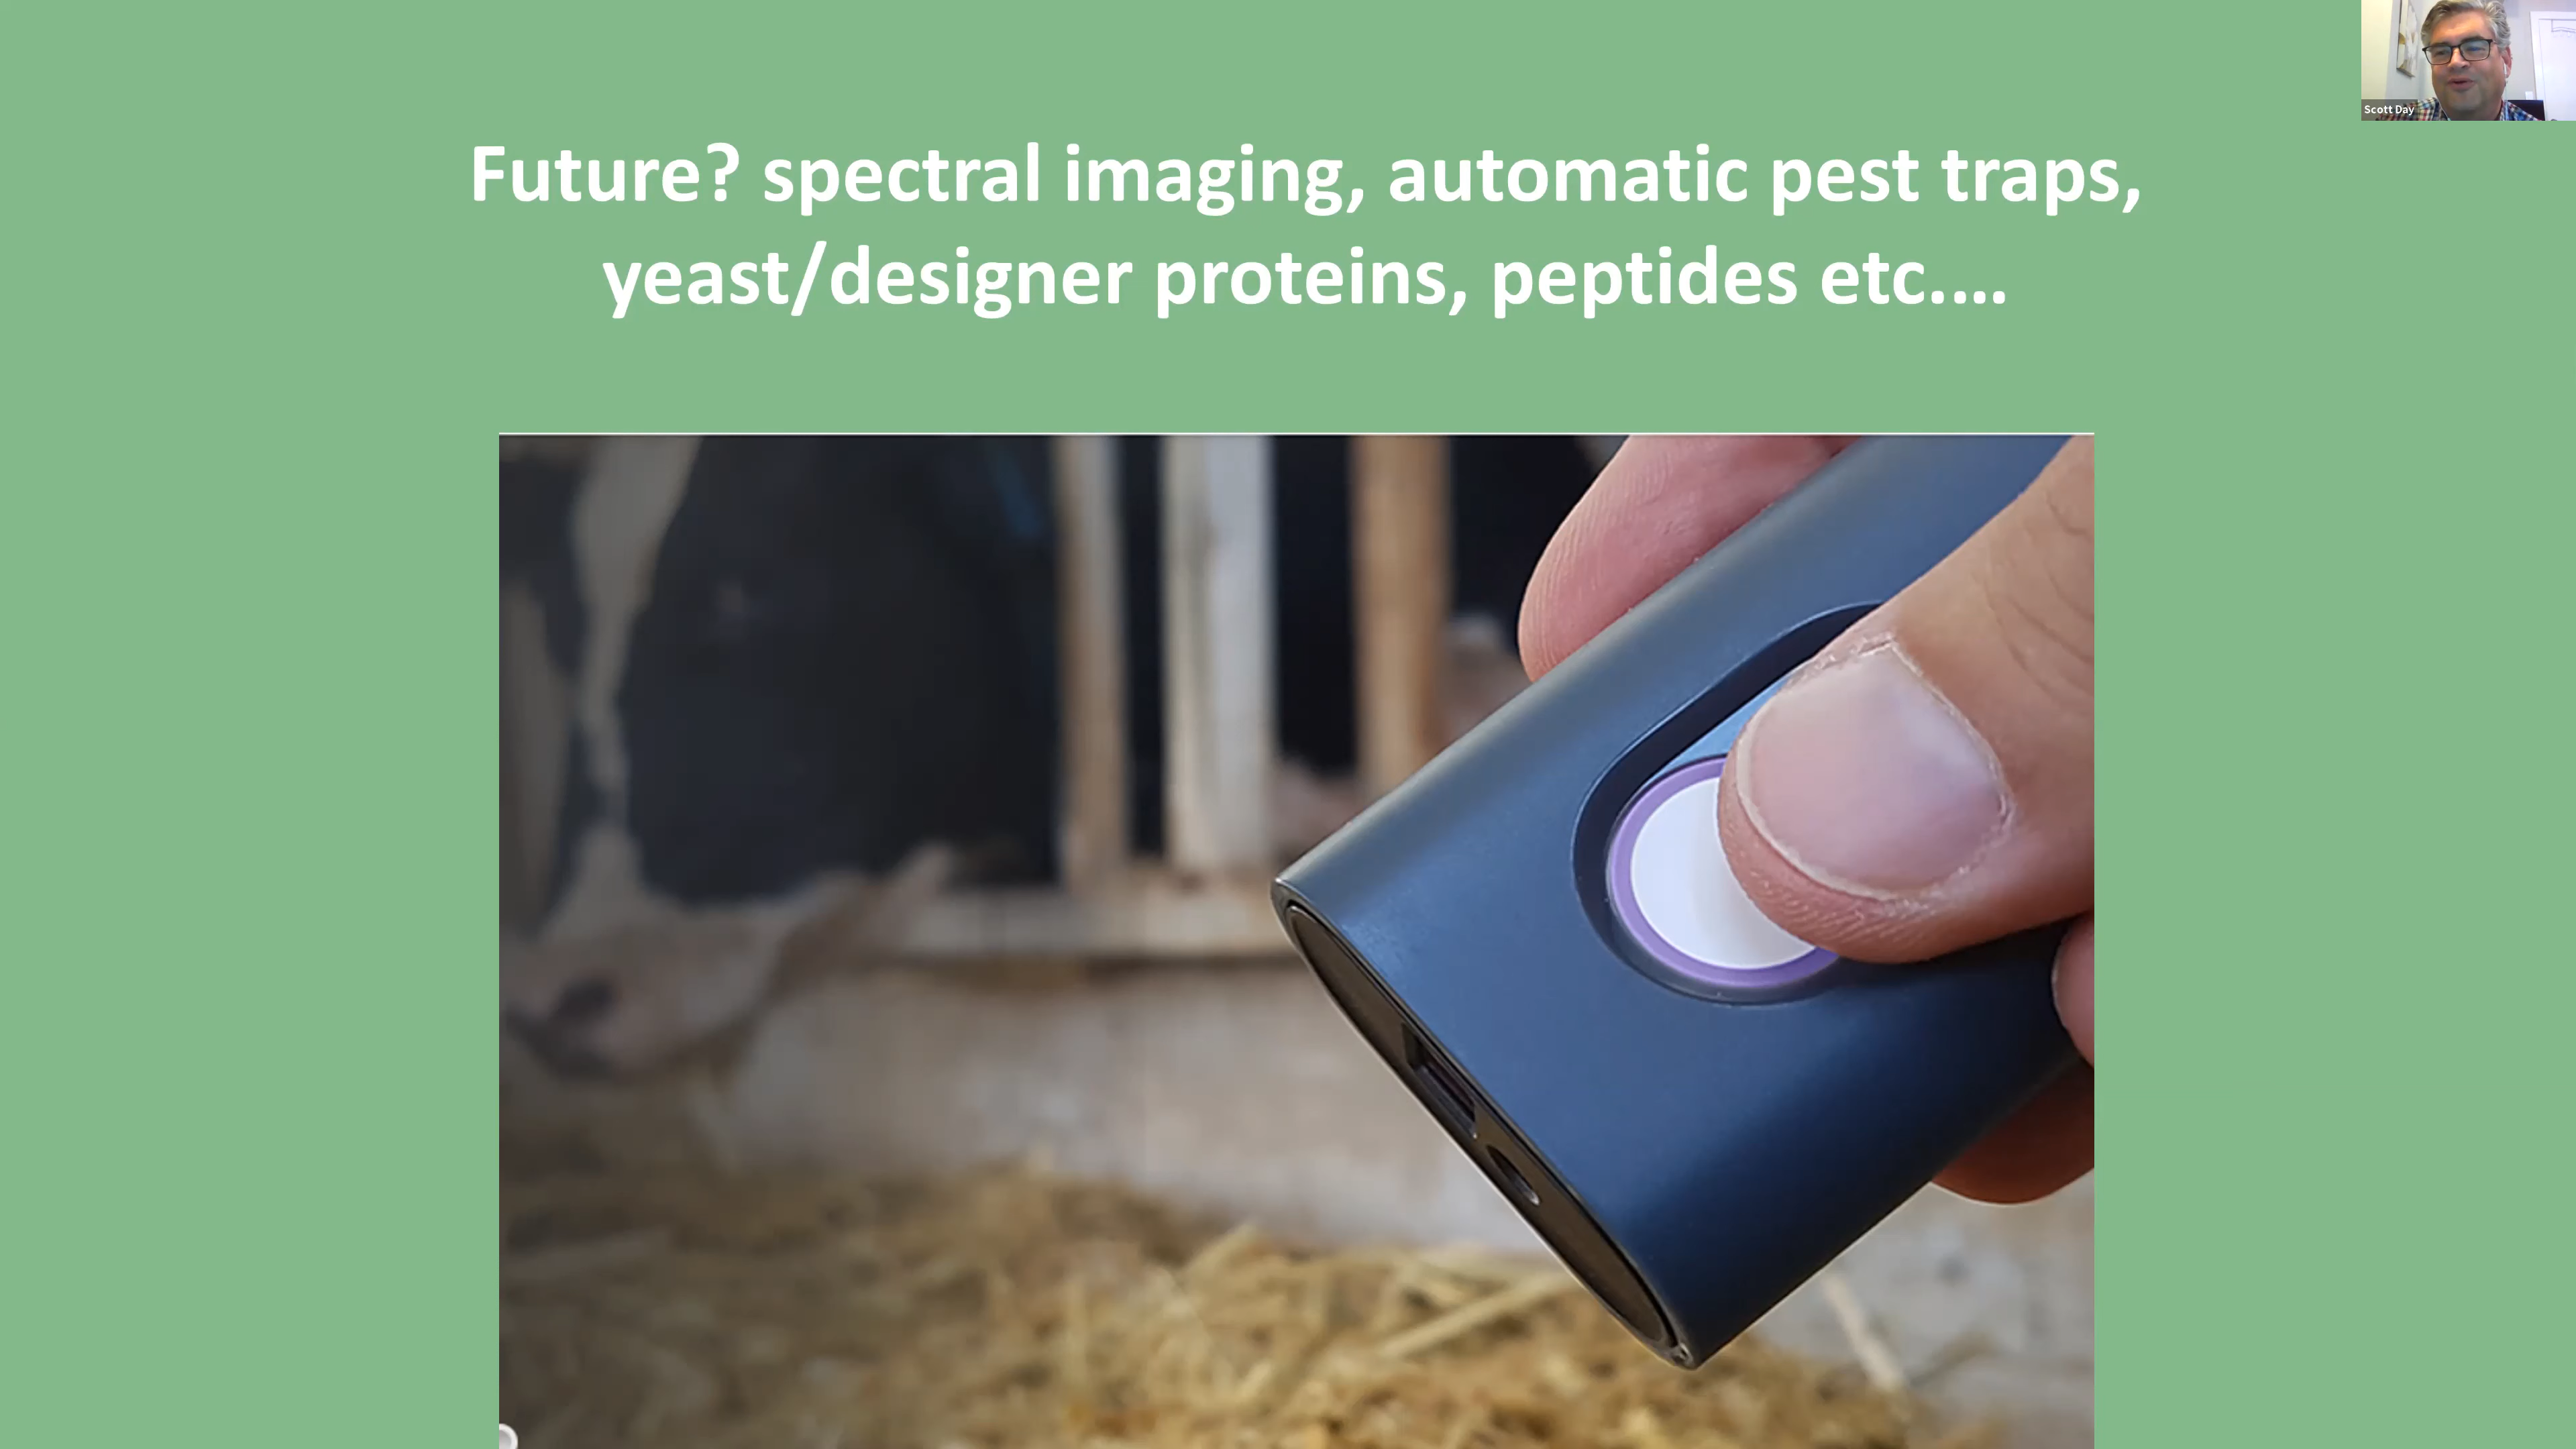 Scott Day
Future? spectral imaging, automatic pest traps,
yeast/designer proteins, peptides etc.…